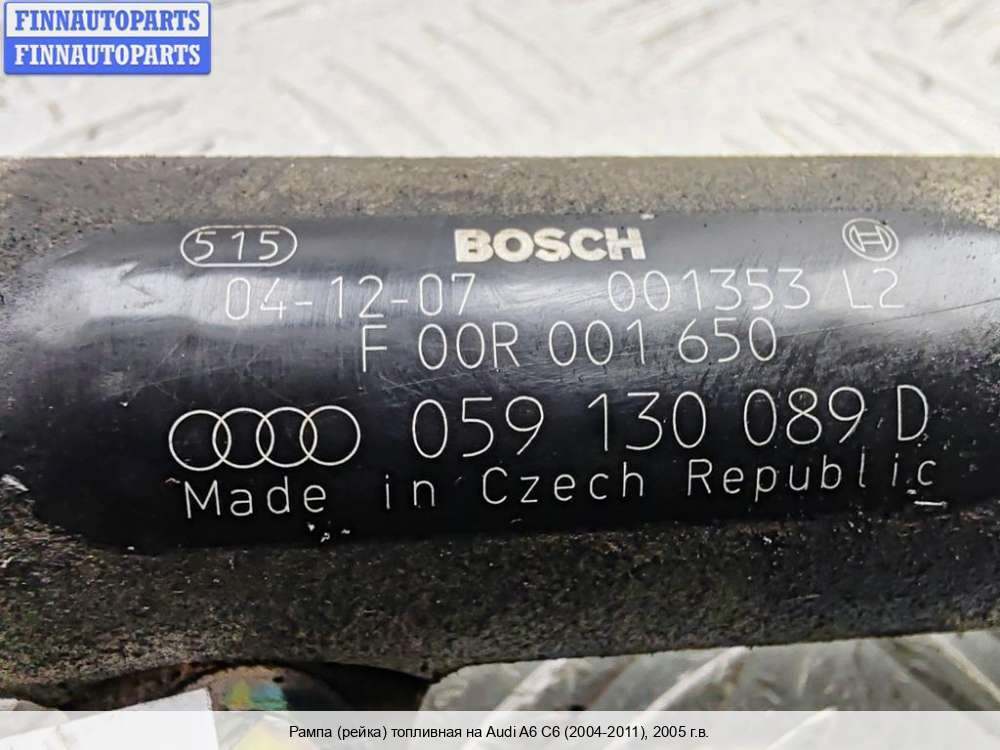 FINNAUTOPARTS
FINNAUTOPARTS
515 BOSCH
04-12-07 001353 L2
F 00R 001 650
059 130 089 D
Made in Czech Republic
Рампа (рейка) топливная на Audi A6 C6 (2004-2011), 2005 г.в.